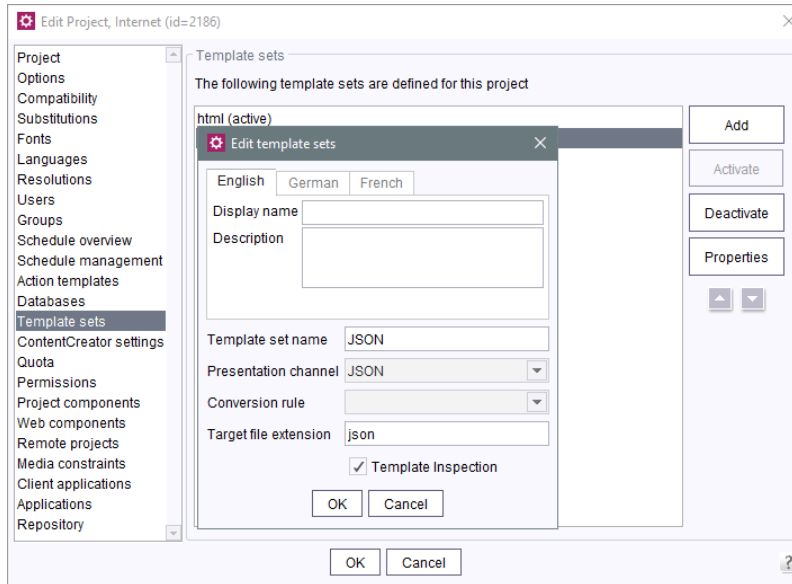 Edit Project, Internet (id=2186)
Project
Options
Compatibility
Substitutions
Fonts
Languages
Resolutions
Users
Groups
Schedule overview
Schedule management
Action templates
Databases
Template sets
ContentCreator settings
Quota
Permissions
Project components
Web components
Remote projects
Media constraints
Client applications
Applications
Repository
Template sets
The following template sets are defined for this project
html (active)
Add
Activate
Deactivate
Properties
Edit template sets
English German French
Display name
Description
Template set name JSON
Presentation channel JSON
Conversion rule
Target file extension json
Template Inspection
OK Cancel
OK Cancel
?